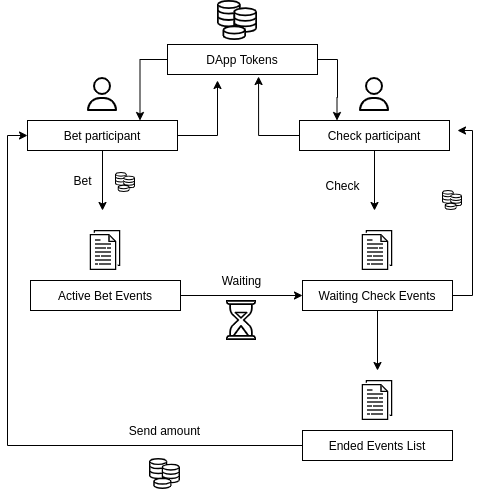 DApp Tokens
Bet participant
Check participant
Bet
Check
Active Bet Events
Waiting
Waiting Check Events
Send amount
Ended Events List